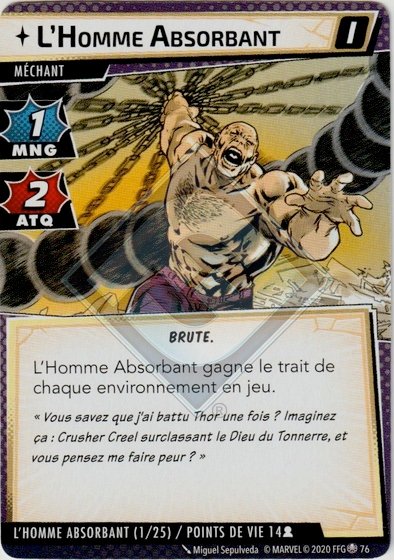 L'HOMME ABSORBANT
I
MÉCHANT
1
MNG
2
ATQ
BRUTE.
L'Homme Absorbant gagne le trait de
chaque environnement en jeu.
« Vous savez que j'ai battu Thor une fois ? Imaginez
ça : Crusher Creel surclassant le Dieu du Tonnerre, et
vous pensez me faire peur ? »
L'HOMME ABSORBANT (1/25) / POINTS DE VIE 14
Miguel Sepulveda © MARVEL © 2020 FFG 76